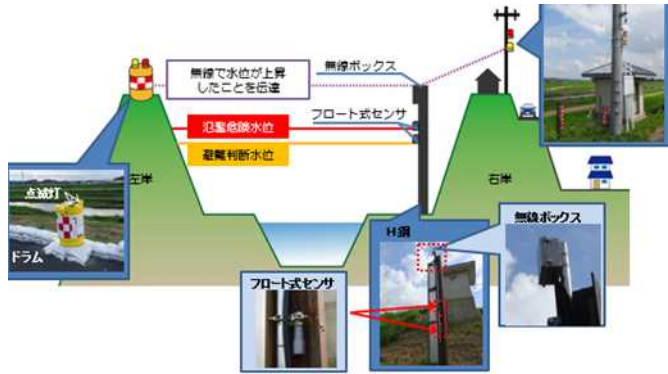 無線で水位が上昇
したことを伝達
無線ボックス
フロート式センサ
氾濫危険水位
避難判断水位
左岸
右岸
点滅灯
ドラム
H鋼
無線ボックス
フロート式センサ